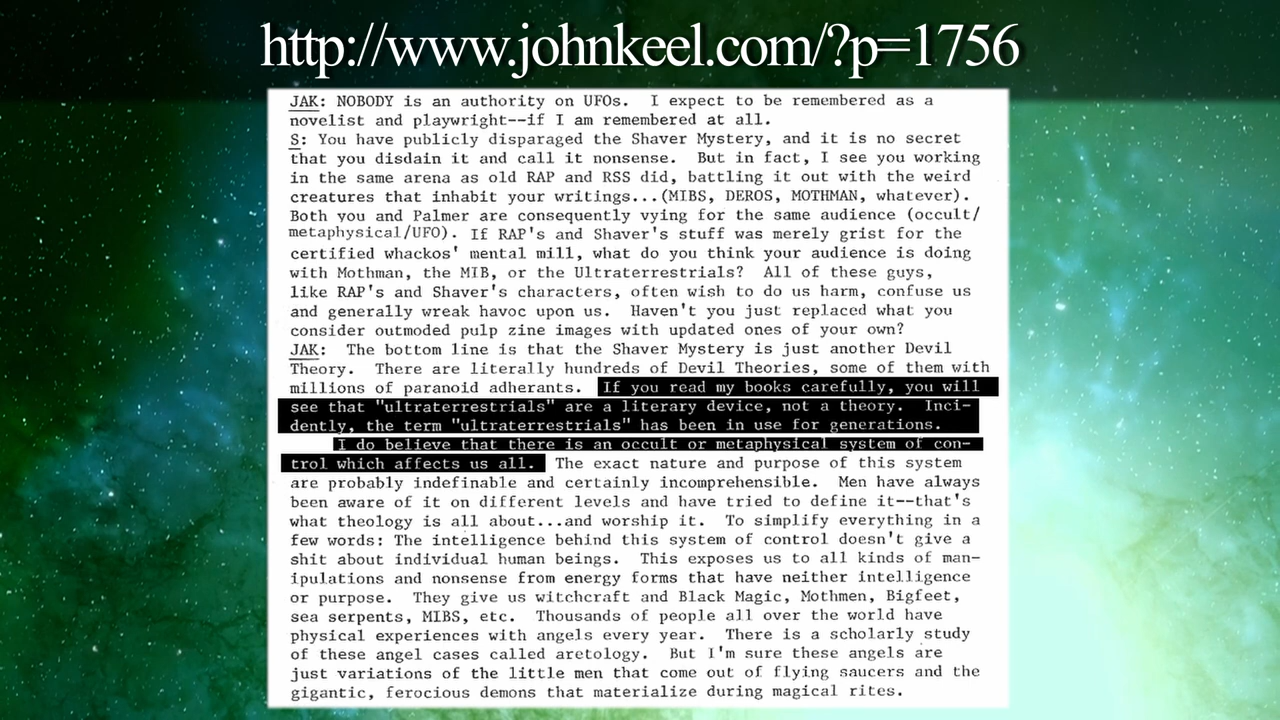 http://www.johnkeel.com/?p=1756
JAK: NOBODY is an authority on UFOs. I expect to be remembered as a
novelist and playwright--if I am remembered at all.
S: You have publicly disparaged the Shaver Mystery, and it is no secret
that you disdain it and call it nonsense. But in fact, I see you working
in the same arena as old RAP and RSS did, battling it out with the weird
creatures that inhabit your writings...(MIBS, DEROS, MOTHMAN, whatever).
Both you and Palmer are consequently vying for the same audience (occult/
metaphysical/UFO). If RAP's and Shaver's stuff was merely grist for the
certified whackos' mental mill, what do you think your audience is doing
with Mothman, the MIB, or the Ultraterrestrials? All of these guys,
like RAP's and Shaver's characters, often wish to do us harm, confuse us
and generally wreak havoc upon us. Haven't you just replaced what you
consider outmoded pulp zine images with updated ones of your own?
JAK: The bottom line is that the Shaver Mystery is just another Devil
Theory. There are literally hundreds of Devil Theories, some of them with
millions of paranoid adherants. If you read my books carefully, you will
see that "ultraterrestrials" are a literary device, not a theory. Inci-
dently, the term "ultraterrestrials" has been in use for generations.
I do believe that there is an occult or metaphysical system of con-
trol which affects us all. The exact nature and purpose of this system
are probably indefinable and certainly incomprehensible. Men have always
been aware of it on different levels and have tried to define it--that's
what theology is all about...and worship it. To simplify everything in a
few words: The intelligence behind this system of control doesn't give a
shit about individual human beings. This exposes us to all kinds of man-
ipulations and nonsense from energy forms that have neither intelligence
or purpose. They give us witchcraft and Black Magic, Mothmen, Bigfeet,
sea serpents, MIBS, etc. Thousands of people all over the world have
physical experiences with angels every year. There is a scholarly study
of these angel cases called aretology. But I'm sure these angels are
just variations of the little men that come out of flying saucers and the
gigantic, ferocious demons that materialize during magical rites.